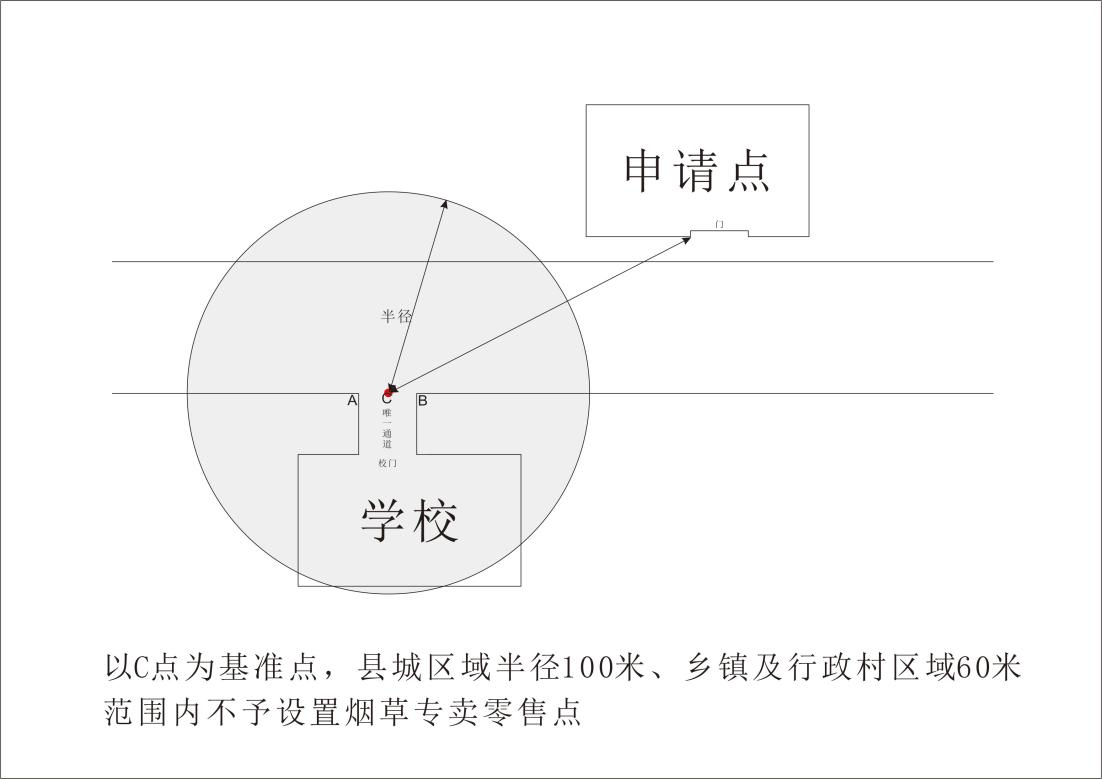 申请点
门
半径
A
C
B
唯一通道
校门
学校
以C点为基准点，县城区域半径100米、乡镇及行政村区域60米
范围内不予设置烟草专卖零售点